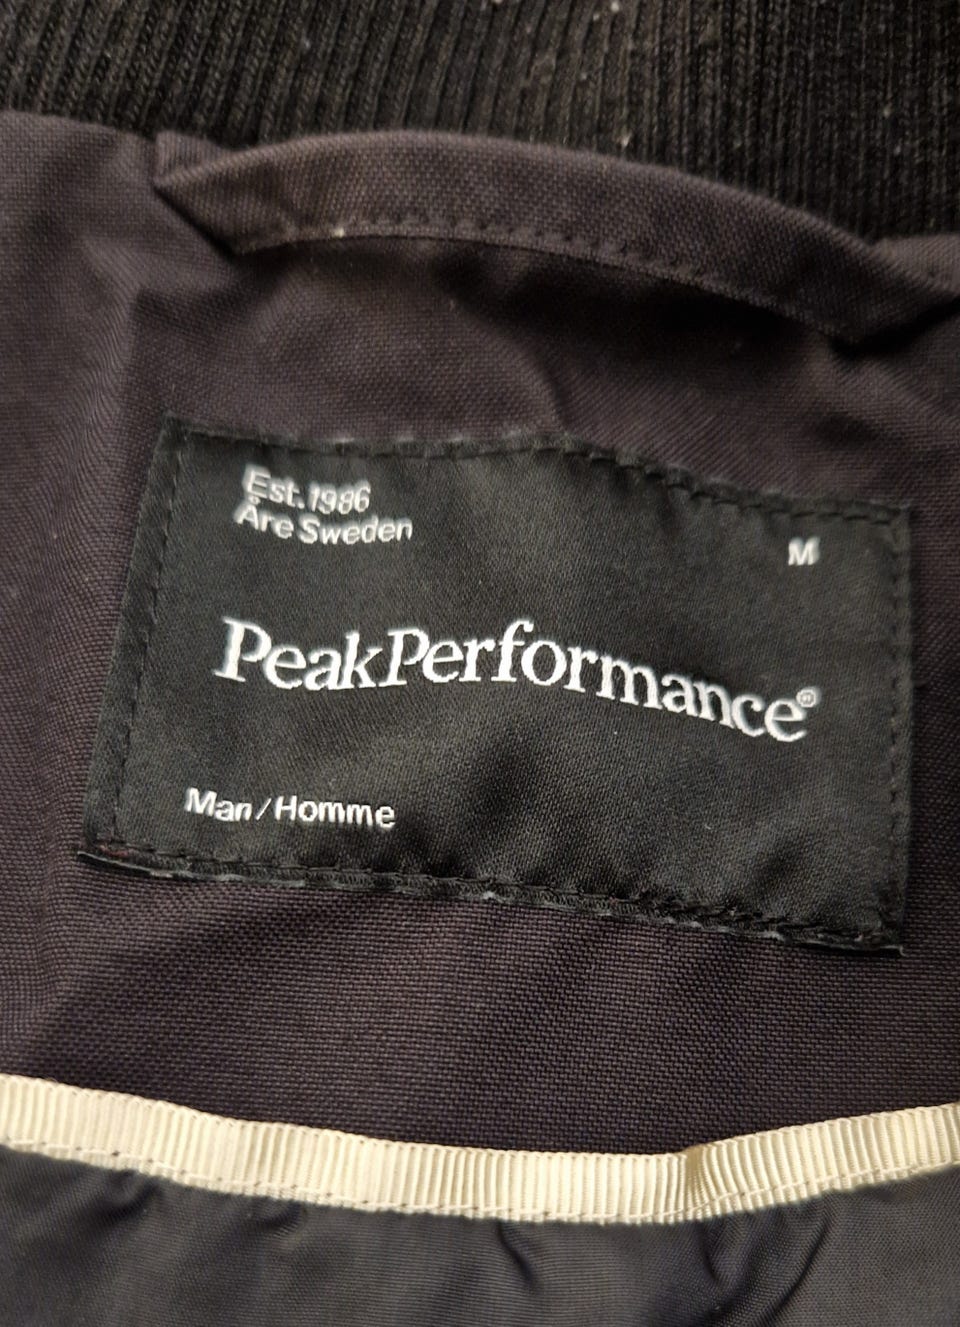 Est. 1986
Åre Sweden
M
PeakPerformance®
Man/Homme